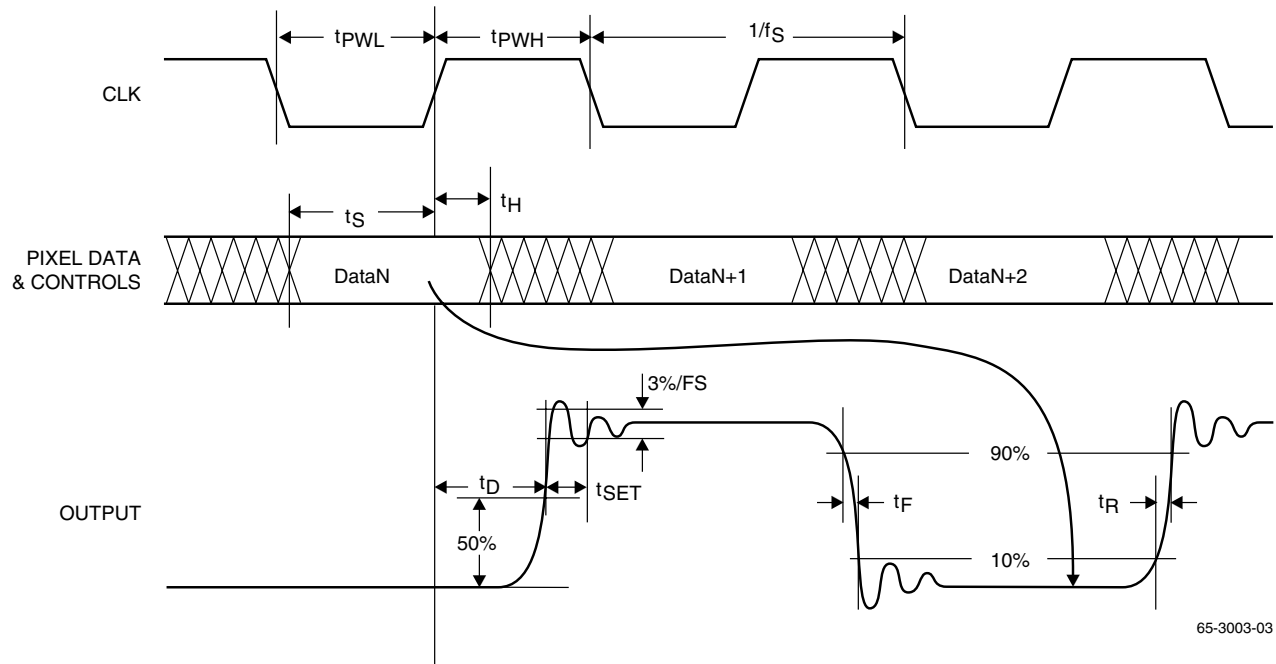 tPWL
tPWH
1/fS
CLK
tS
tH
PIXEL DATA
& CONTROLS
DataN
DataN+1
DataN+2
3%/FS
90%
tD
tSET
tF
tR
OUTPUT
50%
10%
65-3003-03